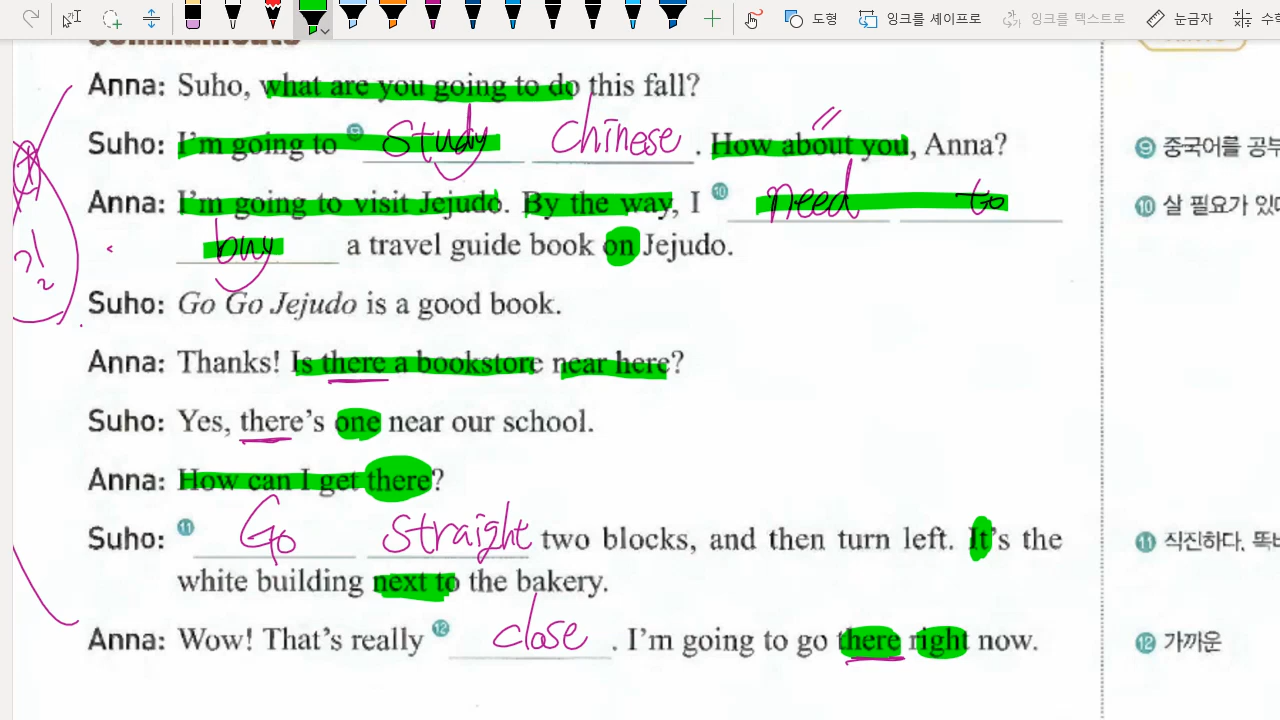 도형
잉크를 셰이프로
잉크를 텍스트로
눈금자
Anna: Suho, what are you going to do this fall?
Suho: I'm going to ⑨ study chinese. How about you, Anna?
⑨ 중국어를 공부
Anna: I'm going to visit Jejudo. By the way, I ⑩ need to
⑩ 살 필요가 있다
buy a travel guide book on Jejudo.
Suho: Go Go Jejudo is a good book.
Anna: Thanks! Is there a bookstore near here?
Suho: Yes, there's one near our school.
Anna: How can I get there?
Suho: ⑪ Go straight two blocks, and then turn left. It's the
⑪ 직진하다, 똑바
white building next to the bakery.
Anna: Wow! That's really ⑫ close. I'm going to go there right now.
⑫ 가까운